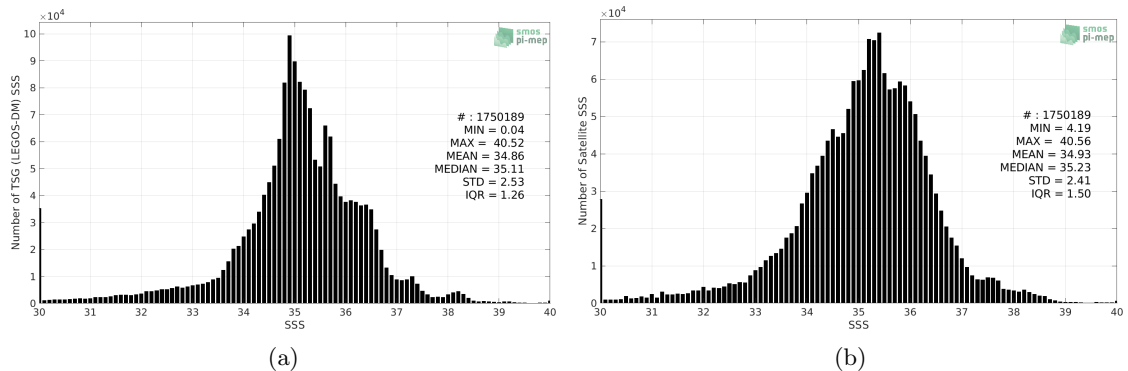 ×10⁴
10
9
8
7
6
5
4
3
2
1
0
Number of TSG (LEGOS-DM) SSS
smos
pi-mep
# : 1750189
MIN = 0.04
MAX = 40.52
MEAN = 34.86
MEDIAN = 35.11
STD = 2.53
IQR = 1.26
30 31 32 33 34 35 36 37 38 39 40
SSS
(a)
×10⁴
7
6
5
4
3
2
1
0
Number of Satellite SSS
smos
pi-mep
# : 1750189
MIN = 4.19
MAX = 40.56
MEAN = 34.93
MEDIAN = 35.23
STD = 2.41
IQR = 1.50
30 31 32 33 34 35 36 37 38 39 40
SSS
(b)